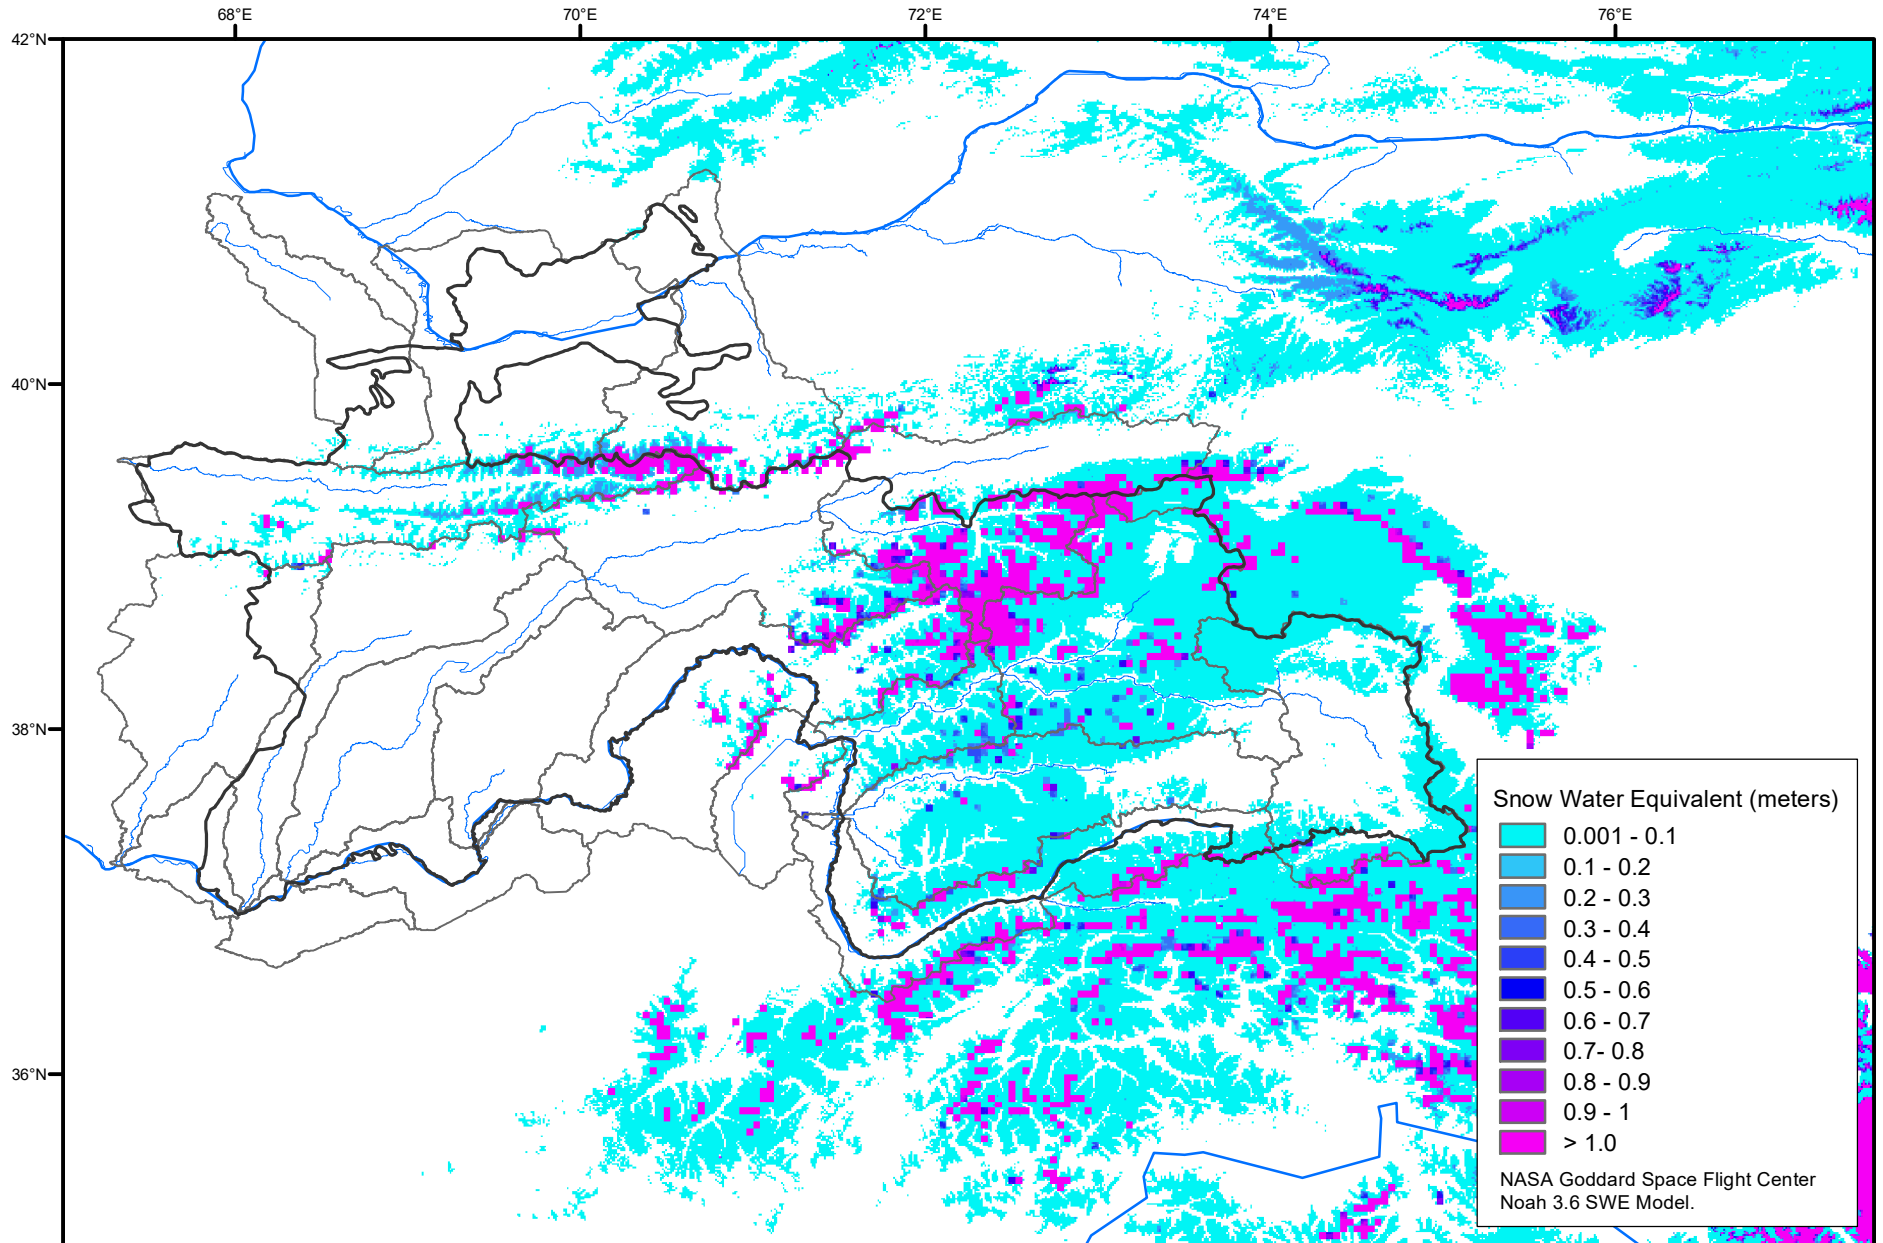 68°E
70°E
72°E
74°E
76°E
42°N
40°N
38°N
36°N
Snow Water Equivalent (meters)
0.001 - 0.1
0.1 - 0.2
0.2 - 0.3
0.3 - 0.4
0.4 - 0.5
0.5 - 0.6
0.6 - 0.7
0.7- 0.8
0.8 - 0.9
0.9 - 1
> 1.0
NASA Goddard Space Flight Center
Noah 3.6 SWE Model.